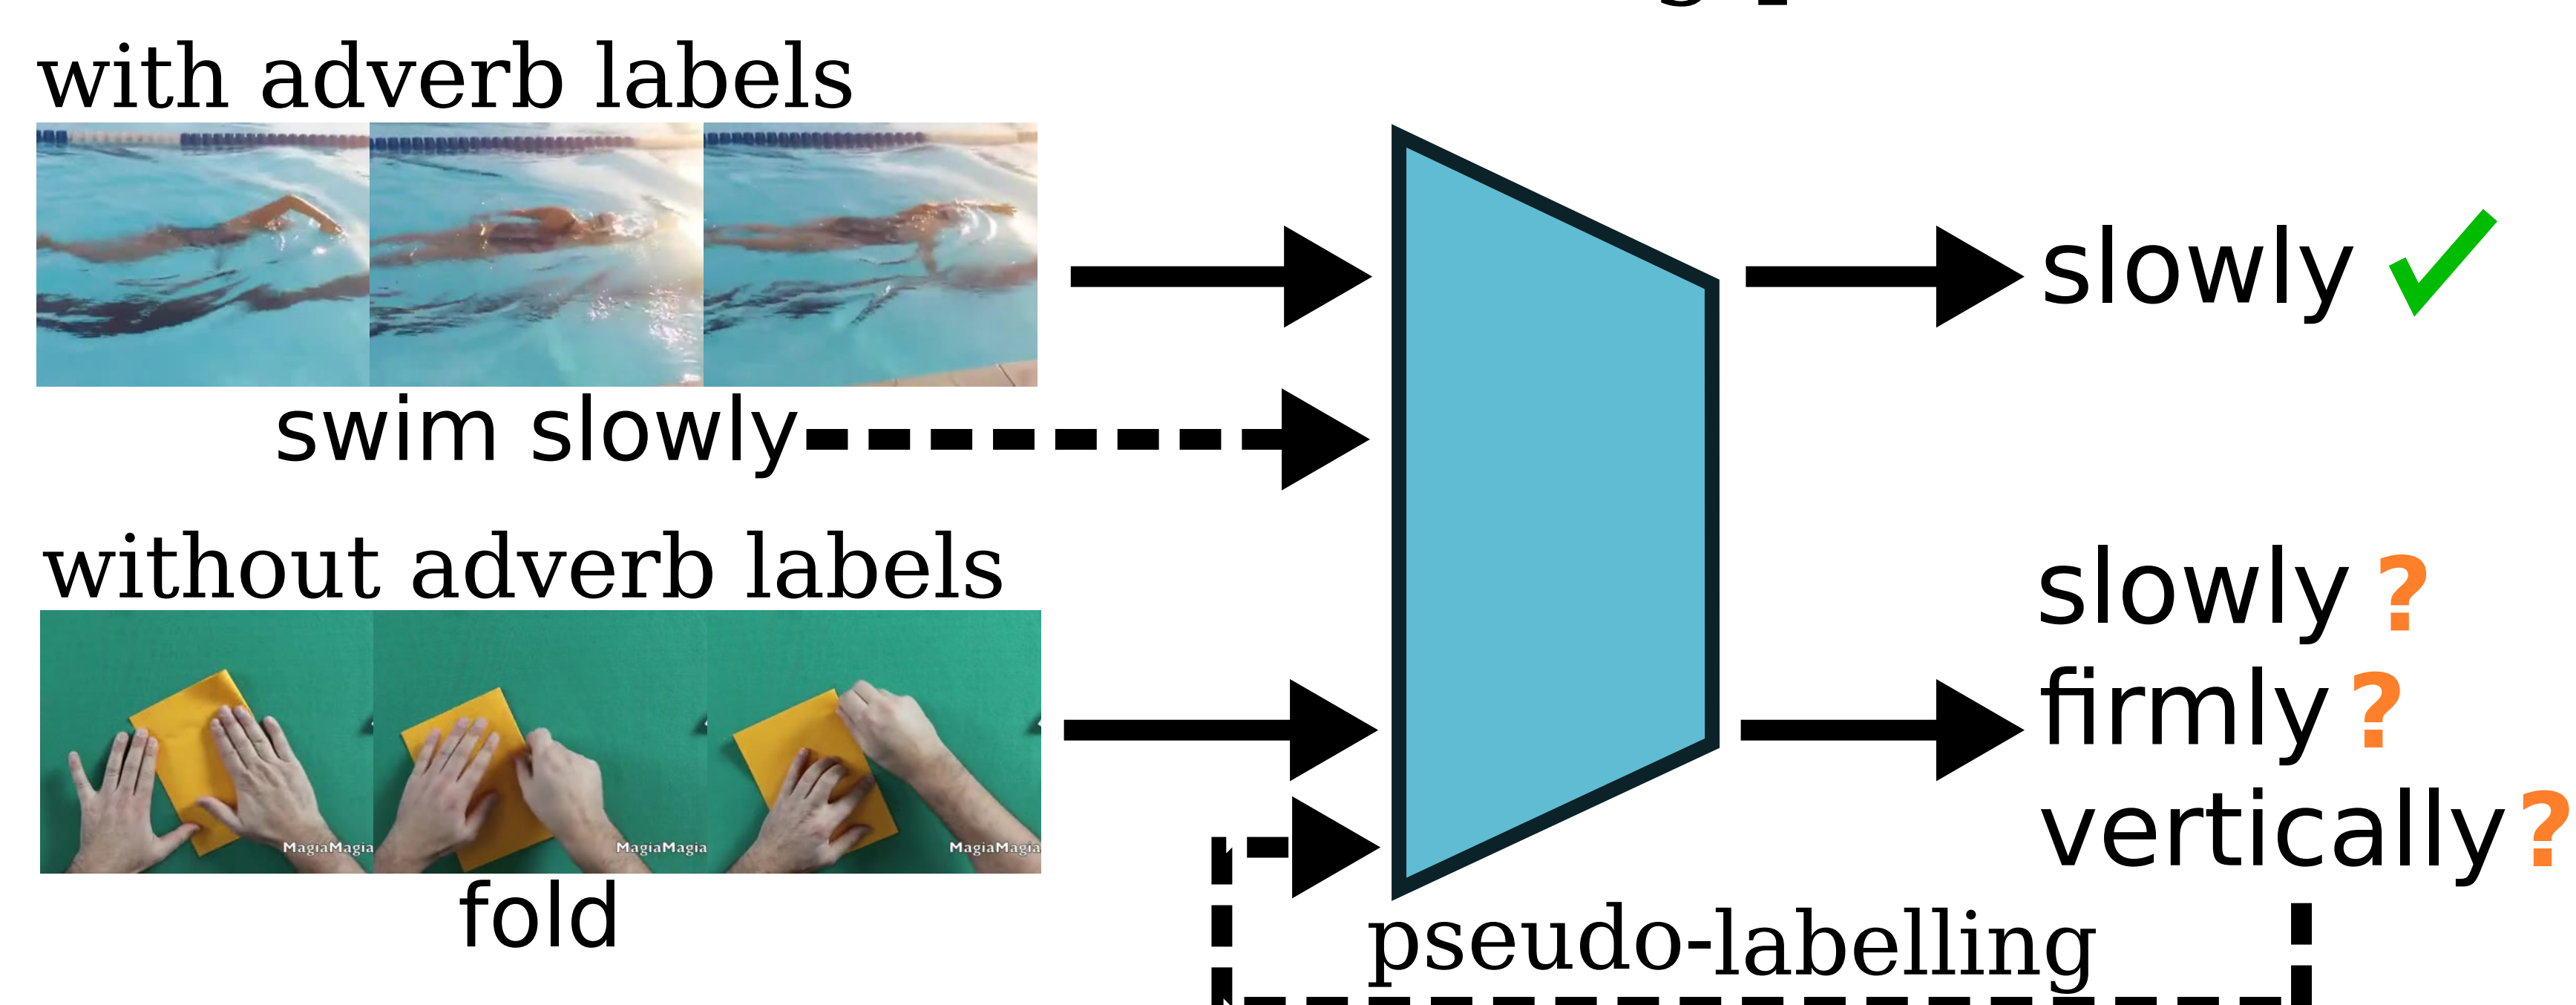 with adverb labels
swim slowly
slowly
without adverb labels
MagiaMagia
MagiaMagia
MagiaMagia
fold
slowly ?
firmly ?
vertically ?
pseudo-labelling